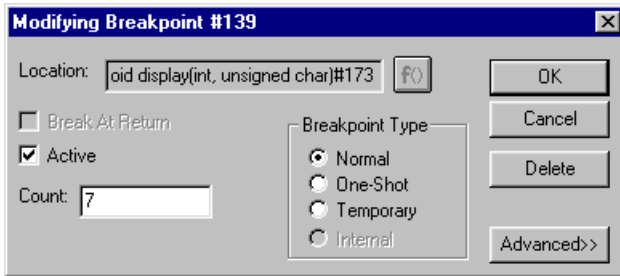 Modifying Breakpoint #139
Location: oid display(int, unsigned char)#173 f()
OK
Break At Return
Breakpoint Type
Cancel
Active
Normal
Delete
Count: 7
One-Shot
Temporary
Internal
Advanced>>